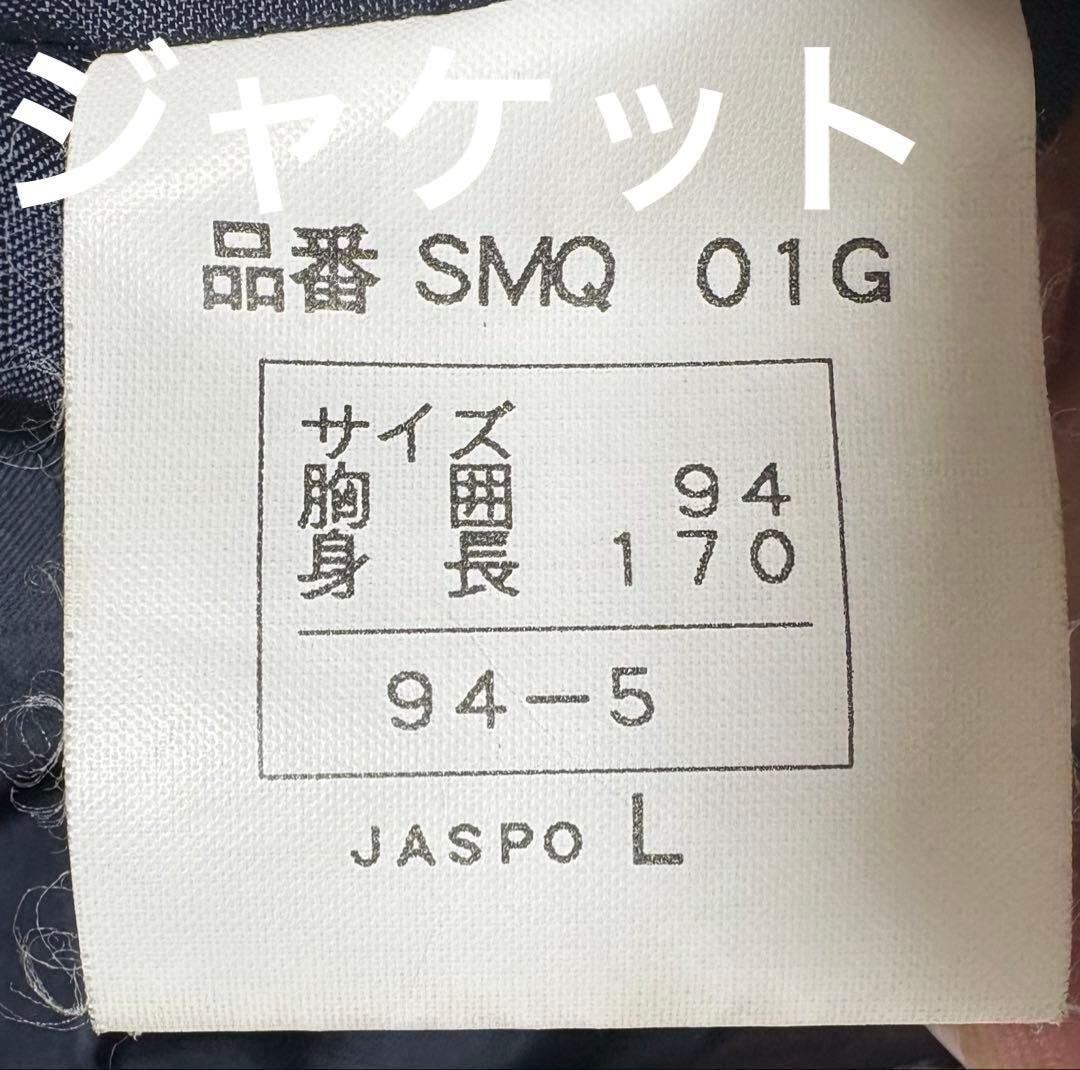 ジャケット
品番 SMQ 01G
サイズ
胸囲 94
身長 170
94-5
JASPO L